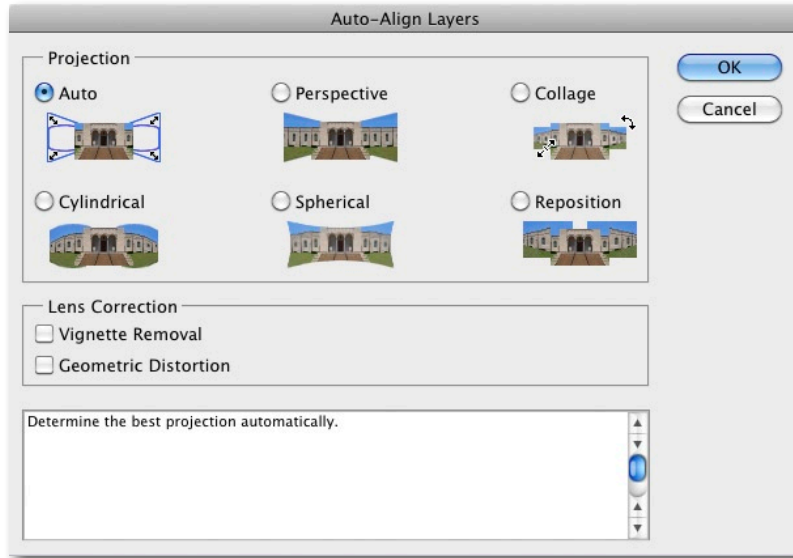 Auto-Align Layers
Projection
Auto
Perspective
Collage
Cylindrical
Spherical
Reposition
OK
Cancel
Lens Correction
Vignette Removal
Geometric Distortion
Determine the best projection automatically.